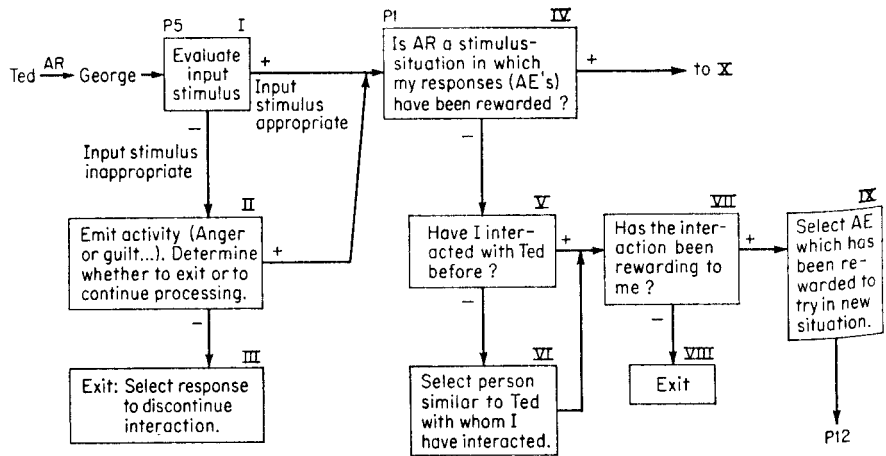 P5 I
Evaluate
input
stimulus
Ted AR George
+
Input
stimulus
appropriate
–
Input stimulus
inappropriate
II
Emit activity (Anger
or guilt...). Determine
whether to exit or to
continue processing.
+
–
III
Exit: Select response
to discontinue
interaction.
P1 IV
Is AR a stimulus-
situation in which
my responses (AE's)
have been rewarded ?
+
to X
–
V
Have I inter-
acted with Ted
before ?
+
–
VI
Select person
similar to Ted
with whom I
have interacted.
VII
Has the inter-
action been
rewarding to
me ?
+
–
VIII
Exit
IX
Select AE
which has
been re-
warded to
try in new
situation.
P12